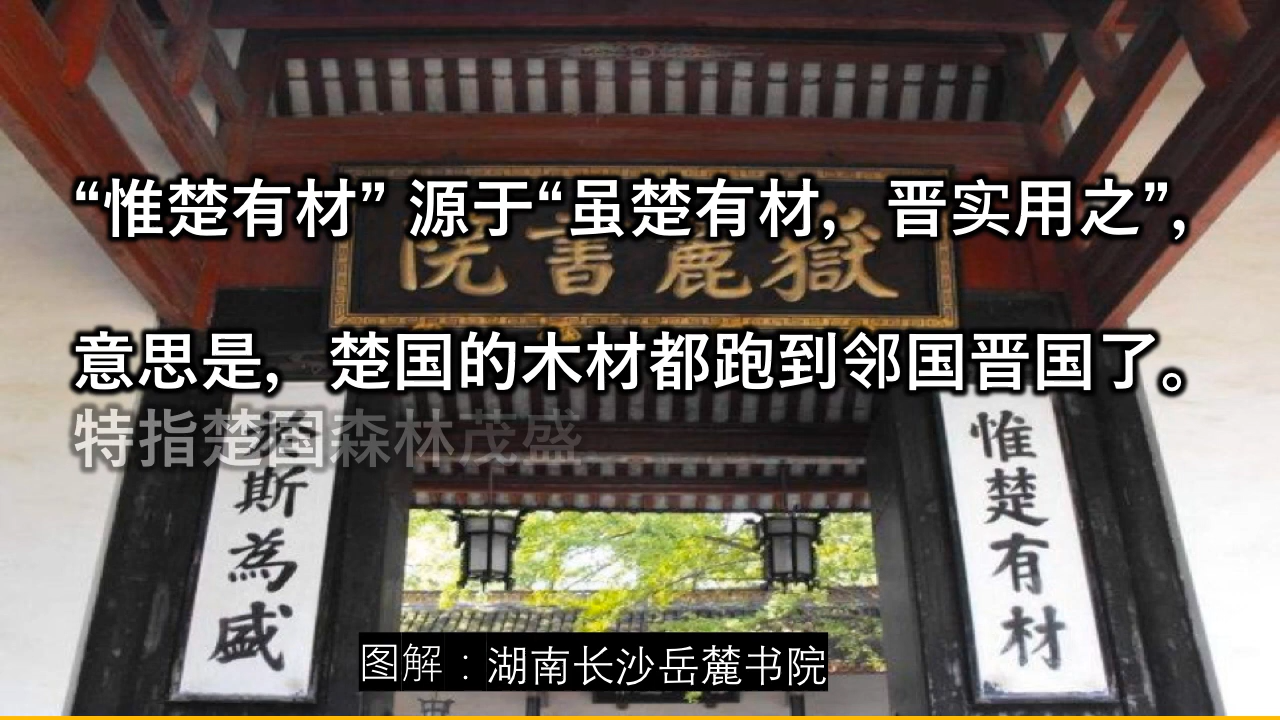 “惟楚有材” 源于“虽楚有材，晋实用之”，
院書麓嶽
意思是，楚国的木材都跑到邻国晋国了。
特指楚国森林茂盛
惟楚有材
於斯為盛
图解：湖南长沙岳麓书院